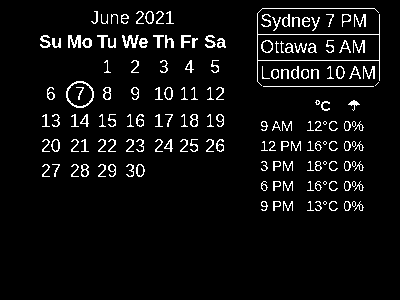 June 2021
Su Mo Tu We Th Fr Sa
1 2 3 4 5
6 7 8 9 10 11 12
13 14 15 16 17 18 19
20 21 22 23 24 25 26
27 28 29 30
Sydney 7 PM
Ottawa 5 AM
London 10 AM
°C ☂
9 AM 12°C 0%
12 PM 16°C 0%
3 PM 18°C 0%
6 PM 16°C 0%
9 PM 13°C 0%